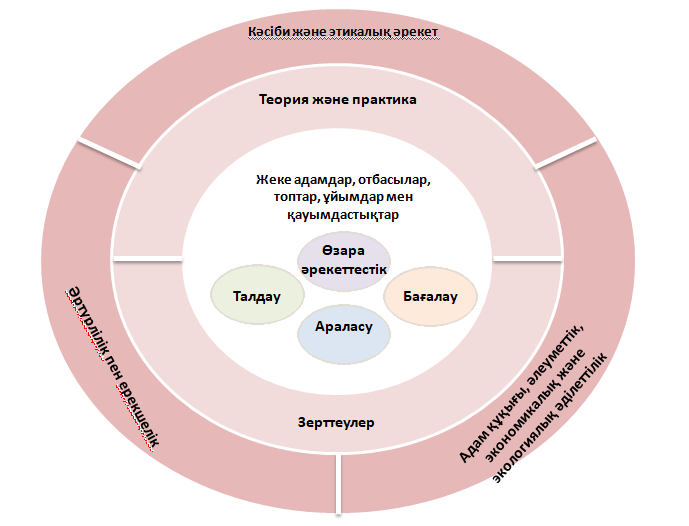 Кәсіби және этикалық әрекет
Теория және практика
Жеке адамдар, отбасылар,
топтар, ұйымдар мен
қауымдастықтар
Өзара
әрекеттестік
Талдау
Бағалау
Араласу
Әртүрлілік пен ерекшелік
Адам құқығы, әлеуметтік,
экономикалық және
экологиялық әділеттілік
Зерттеулер